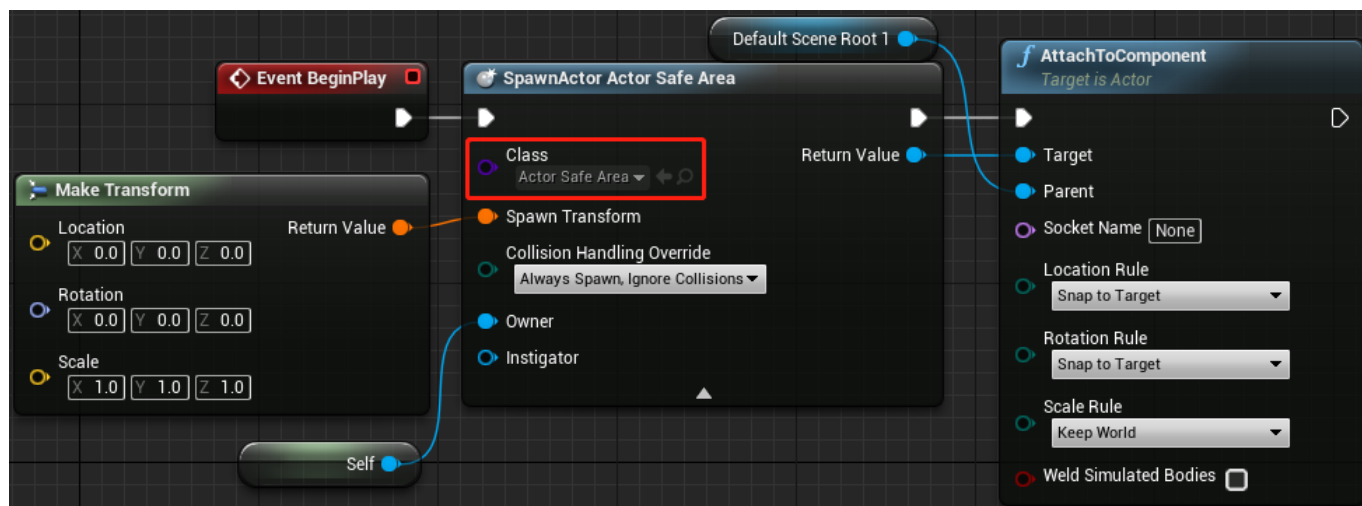 Default Scene Root 1
Event BeginPlay
SpawnActor Actor Safe Area
Class
Actor Safe Area
Return Value
Spawn Transform
Collision Handling Override
Always Spawn, Ignore Collisions
Owner
Instigator
Make Transform
Location
Return Value
X 0.0 Y 0.0 Z 0.0
Rotation
X 0.0 Y 0.0 Z 0.0
Scale
X 1.0 Y 1.0 Z 1.0
Self
f AttachToComponent
Target is Actor
Target
Parent
Socket Name None
Location Rule
Snap to Target
Rotation Rule
Snap to Target
Scale Rule
Keep World
Weld Simulated Bodies